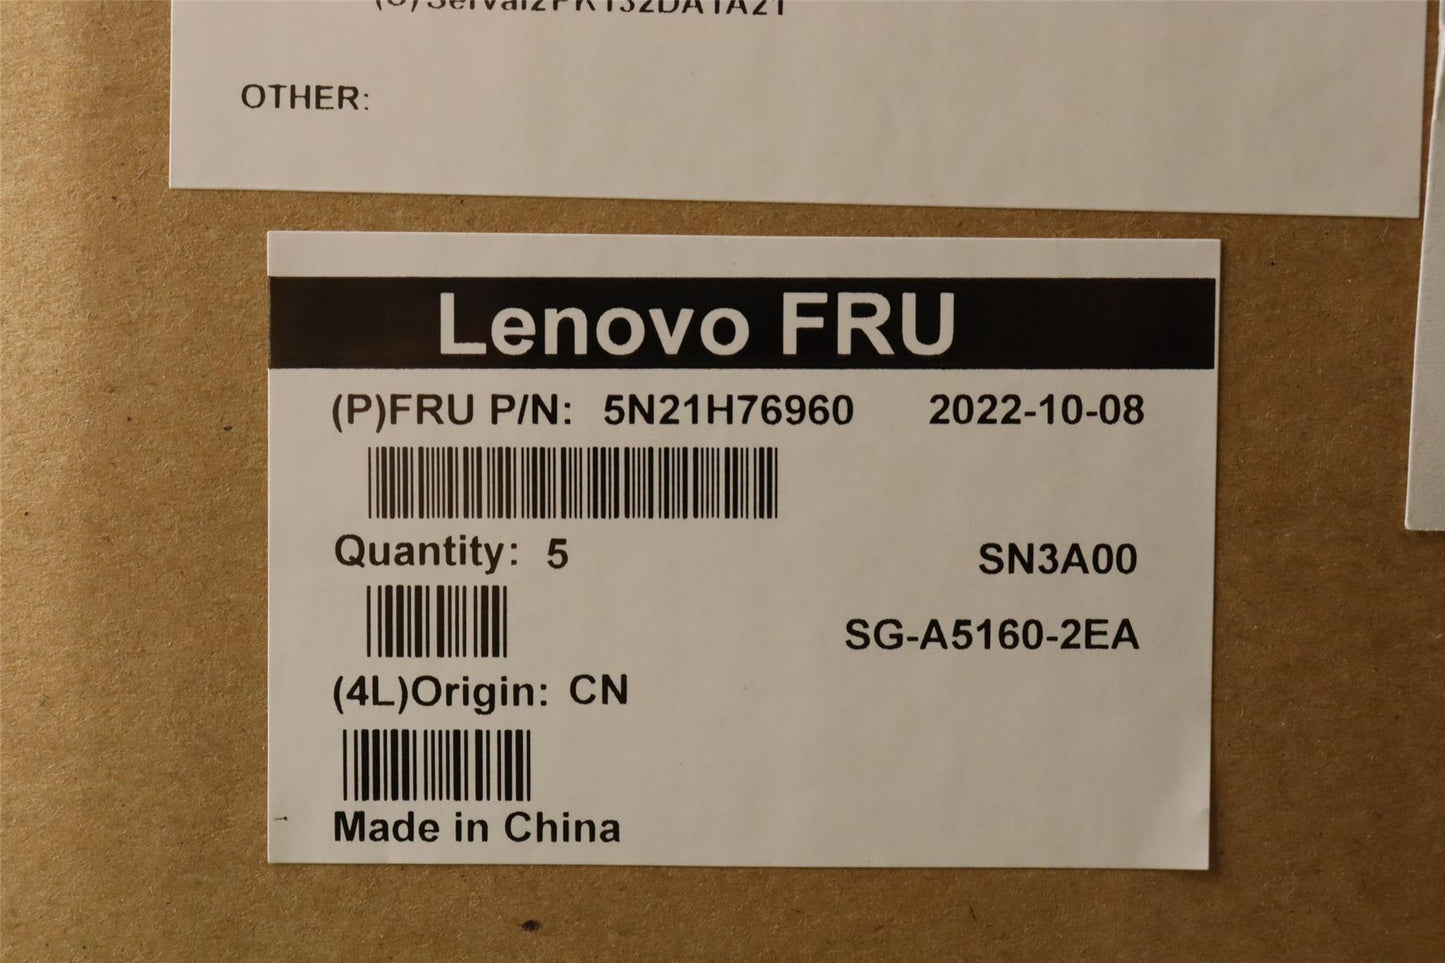 OTHER:
Lenovo FRU
(P)FRU P/N: 5N21H76960 2022-10-08
Quantity: 5 SN3A00
SG-A5160-2EA
(4L)Origin: CN
Made in China